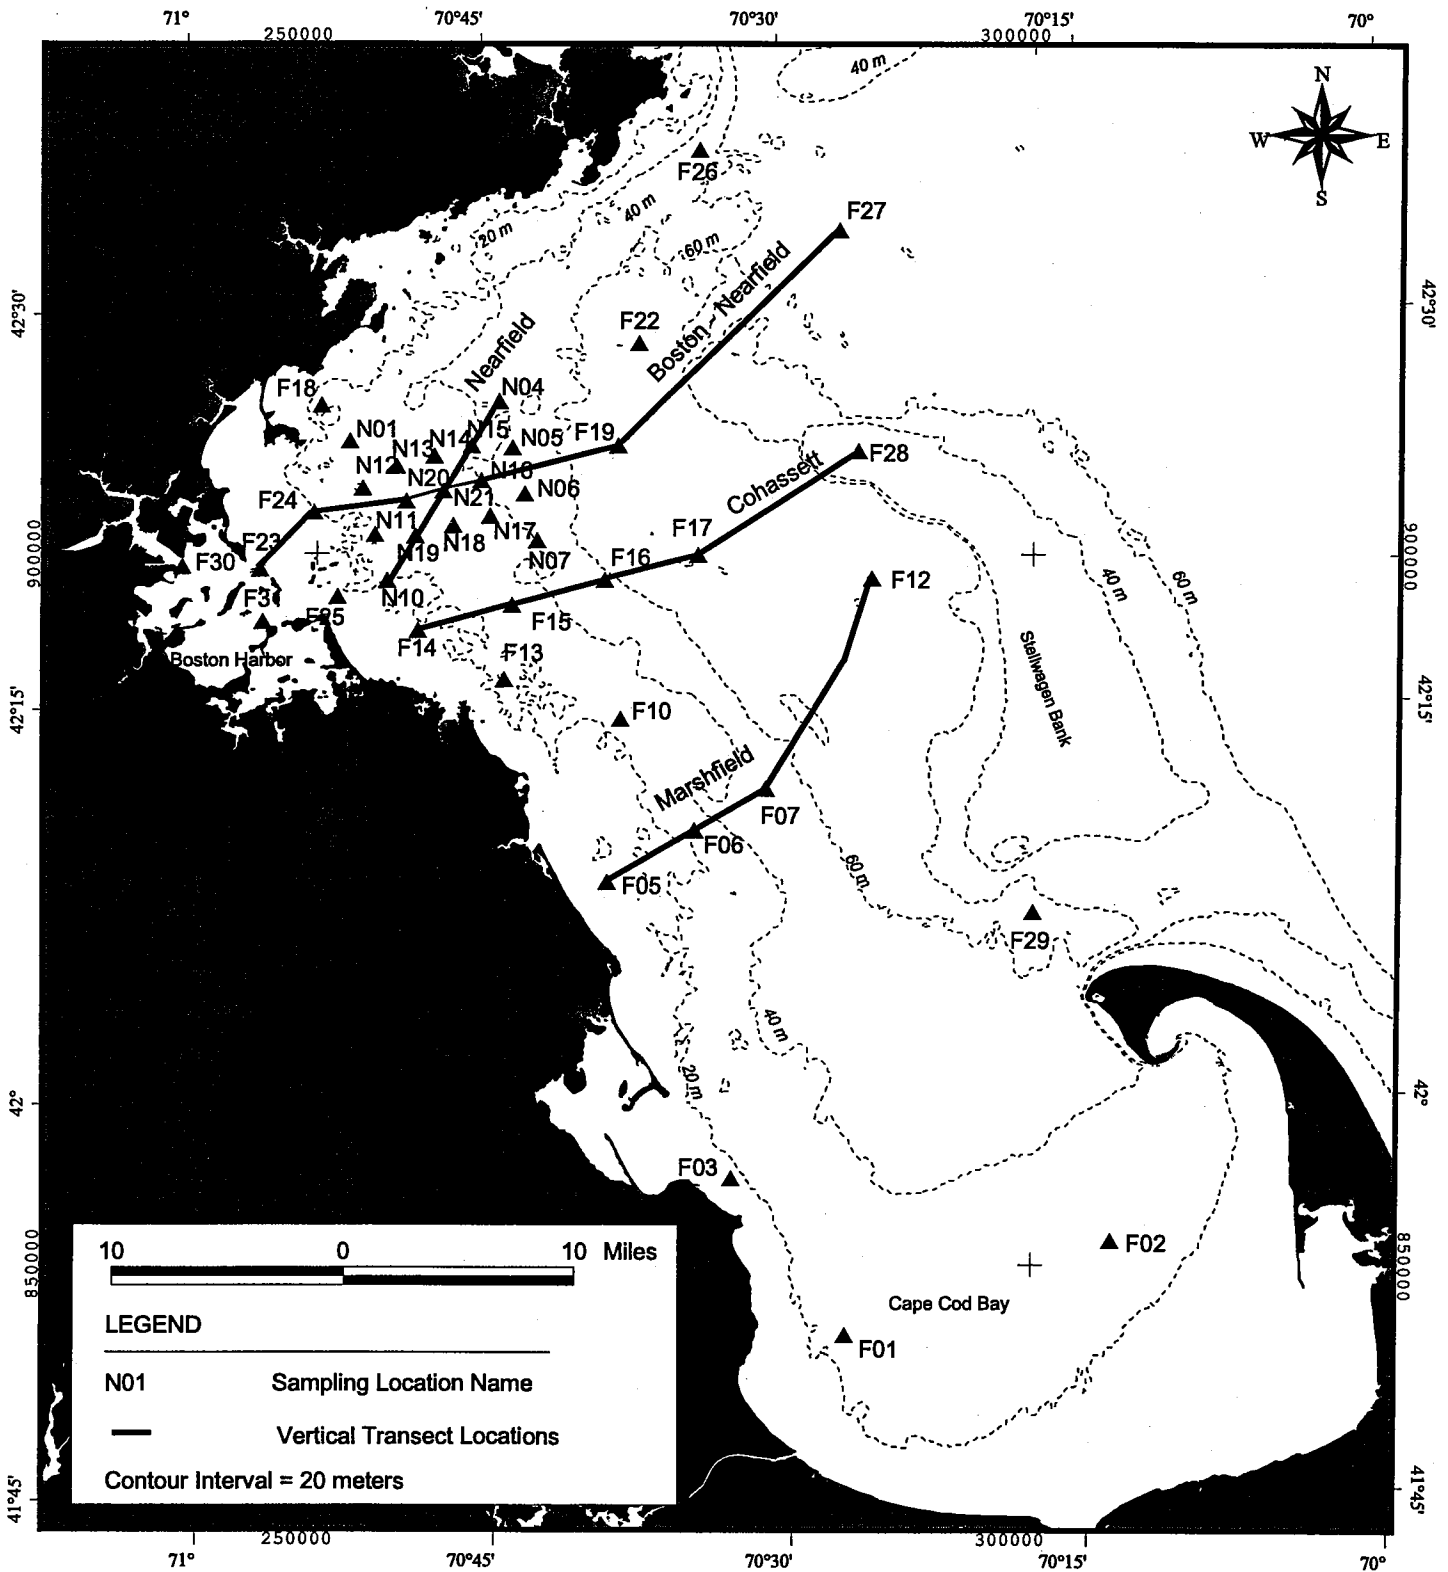 71° 70°45' 70°30' 70°15' 70°
250000 300000
40 m
N
W E
S
F26
40 m
20 m
60 m
F27
42°30' 42°30'
Boston - Nearfield
F22
Nearfield
F18
N04
N01
N15
N05
F19
N14
N13
N12
N20
N16
F28
Cohassett
F24
N21
N06
N11
N17
F17
900000 900000
F23
N18
N19
N07
F16
F30
60 m
40 m
F12
F31
N10
F25
F15
F14
Stellwagen Bank
Boston Harbor
F13
42°15' 42°15'
F10
Marshfield
F07
F06
60 m
F05
F29
40 m
20 m
42° 42°
F03
F02
850000 850000
10 0 10 Miles
Cape Cod Bay
LEGEND
F01
N01 Sampling Location Name
Vertical Transect Locations
Contour Interval = 20 meters
41°45' 41°45'
2500000 300000
71° 70°45' 70°30' 70°15' 70°